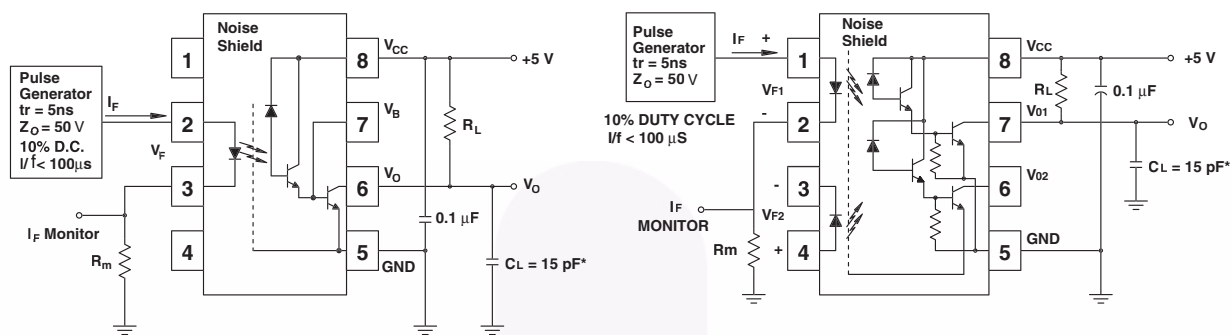 Noise
Shield
Pulse
Generator
tr = 5ns
ZO = 50 V
10% D.C.
I/f < 100μs
IF
VF
1
2
3
4
8
7
6
5
VCC
VB
VO
GND
+5 V
RL
VO
0.1 μF
CL = 15 pF*
IF Monitor
Rm
Pulse
Generator
tr = 5ns
ZO = 50 V
IF +
10% DUTY CYCLE
I/f < 100 μS
Noise
Shield
VF1
-
-
VF2
+
1
2
3
4
8
7
6
5
VCC
V01
V02
GND
+5 V
RL
0.1 μF
VO
CL = 15 pF*
IF
MONITOR
Rm